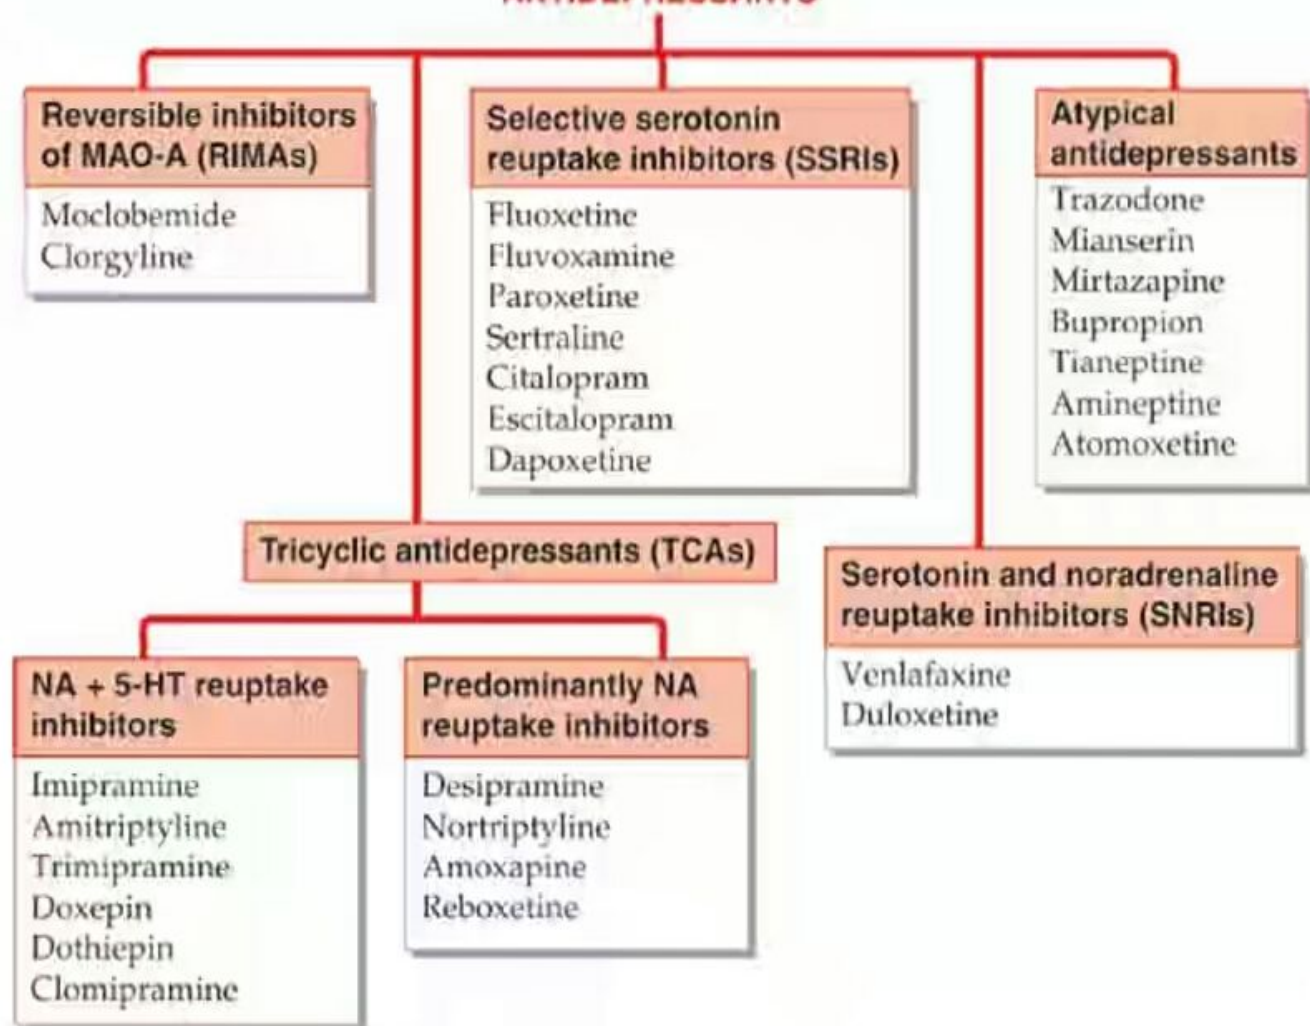 Reversible inhibitors
of MAO-A (RIMAs)
Moclobemide
Clorgyline
Selective serotonin
reuptake inhibitors (SSRIs)
Fluoxetine
Fluvoxamine
Paroxetine
Sertraline
Citalopram
Escitalopram
Dapoxetine
Atypical
antidepressants
Trazodone
Mianserin
Mirtazapine
Bupropion
Tianeptine
Amineptine
Atomoxetine
Tricyclic antidepressants (TCAs)
NA + 5-HT reuptake
inhibitors
Imipramine
Amitriptyline
Trimipramine
Doxepin
Dothiepin
Clomipramine
Predominantly NA
reuptake inhibitors
Desipramine
Nortriptyline
Amoxapine
Reboxetine
Serotonin and noradrenaline
reuptake inhibitors (SNRIs)
Venlafaxine
Duloxetine